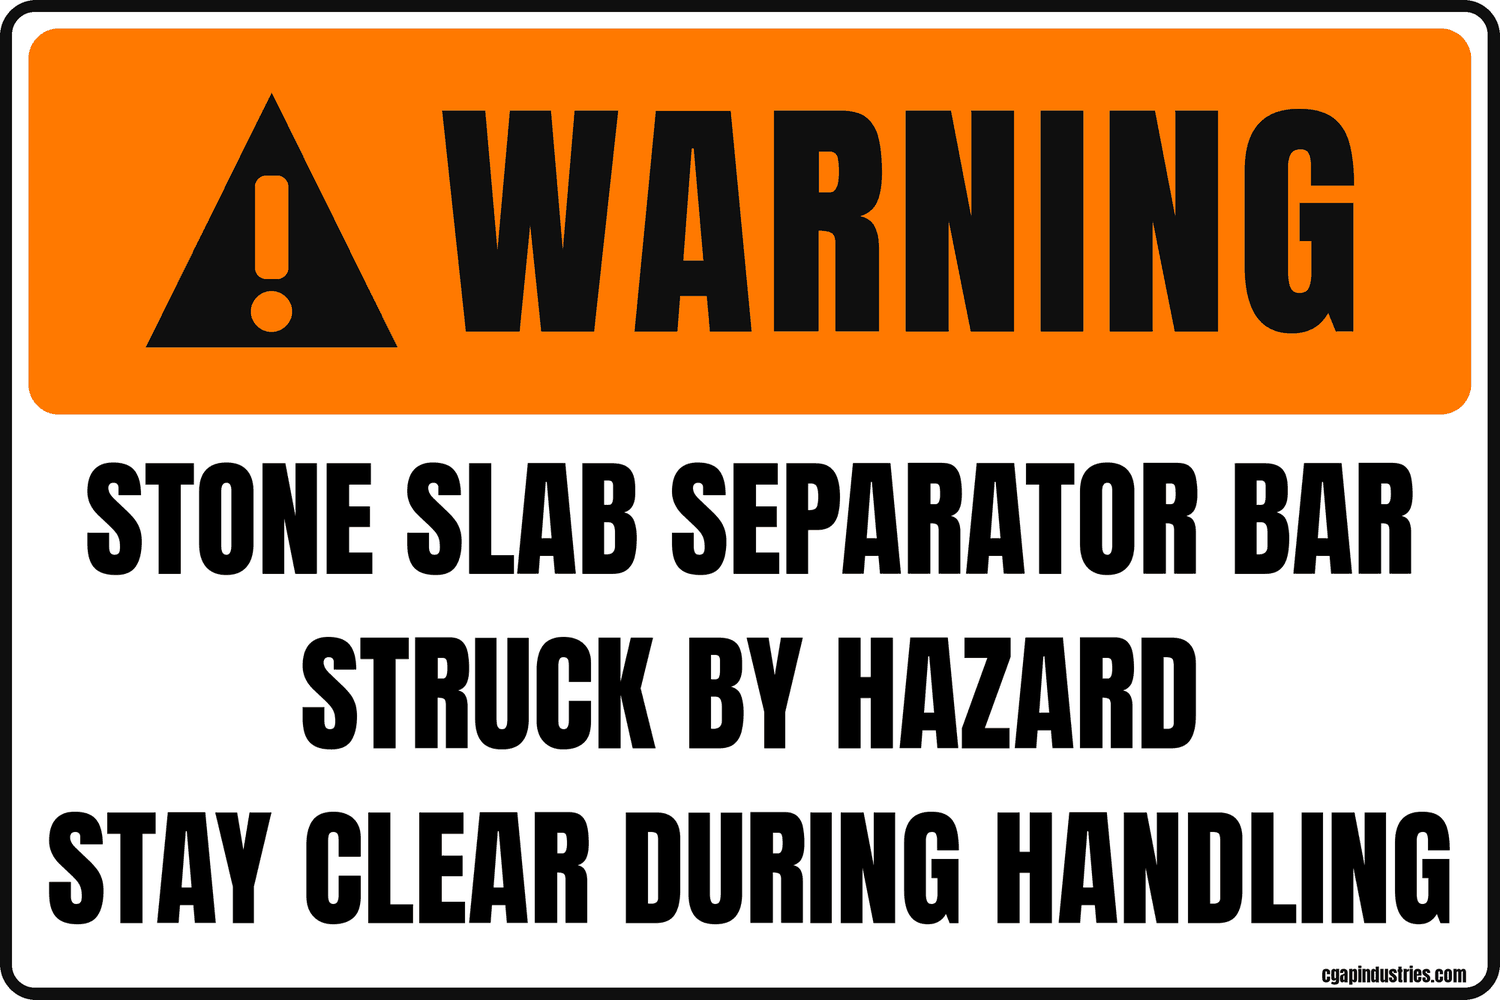 WARNING
STONE SLAB SEPARATOR BAR
STRUCK BY HAZARD
STAY CLEAR DURING HANDLING
cgapindustries.com